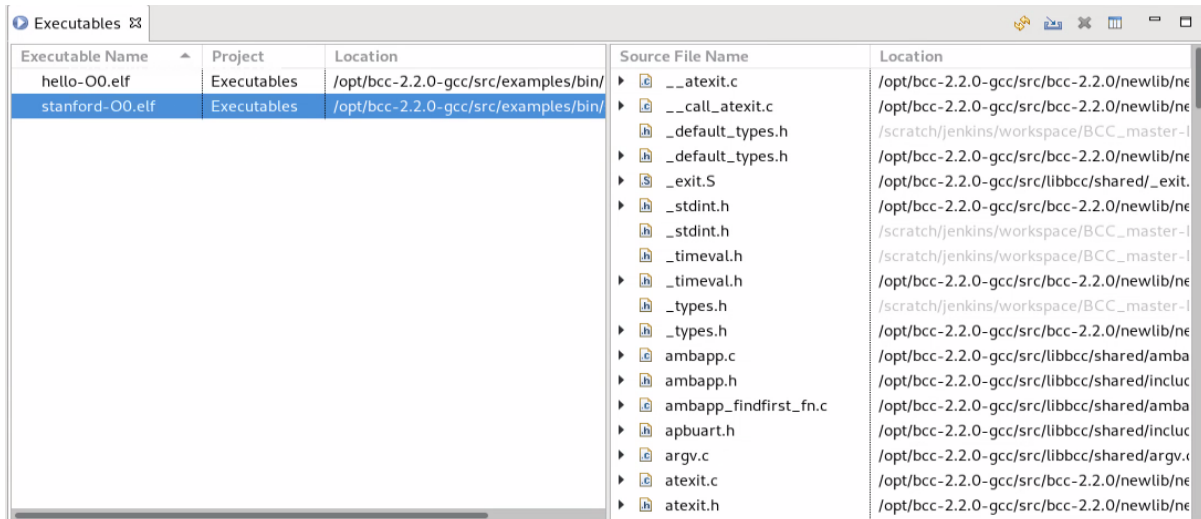 Executables
Executable Name Project Location
hello-O0.elf Executables /opt/bcc-2.2.0-gcc/src/examples/bin/
stanford-O0.elf Executables /opt/bcc-2.2.0-gcc/src/examples/bin/
Source File Name Location
__atexit.c /opt/bcc-2.2.0-gcc/src/bcc-2.2.0/newlib/ne
__call_atexit.c /opt/bcc-2.2.0-gcc/src/bcc-2.2.0/newlib/ne
_default_types.h /scratch/jenkins/workspace/BCC_master-
_default_types.h /opt/bcc-2.2.0-gcc/src/bcc-2.2.0/newlib/ne
_exit.S /opt/bcc-2.2.0-gcc/src/libbcc/shared/_exit.
_stdint.h /opt/bcc-2.2.0-gcc/src/bcc-2.2.0/newlib/ne
_stdint.h /scratch/jenkins/workspace/BCC_master-
_timeval.h /scratch/jenkins/workspace/BCC_master-
_timeval.h /opt/bcc-2.2.0-gcc/src/bcc-2.2.0/newlib/ne
_types.h /scratch/jenkins/workspace/BCC_master-
_types.h /opt/bcc-2.2.0-gcc/src/bcc-2.2.0/newlib/ne
ambapp.c /opt/bcc-2.2.0-gcc/src/libbcc/shared/amba
ambapp.h /opt/bcc-2.2.0-gcc/src/libbcc/shared/includ
ambapp_findfirst_fn.c /opt/bcc-2.2.0-gcc/src/libbcc/shared/amba
apbuart.h /opt/bcc-2.2.0-gcc/src/libbcc/shared/includ
argv.c /opt/bcc-2.2.0-gcc/src/libbcc/shared/argv.
atexit.c /opt/bcc-2.2.0-gcc/src/bcc-2.2.0/newlib/ne
atexit.h /opt/bcc-2.2.0-gcc/src/bcc-2.2.0/newlib/ne